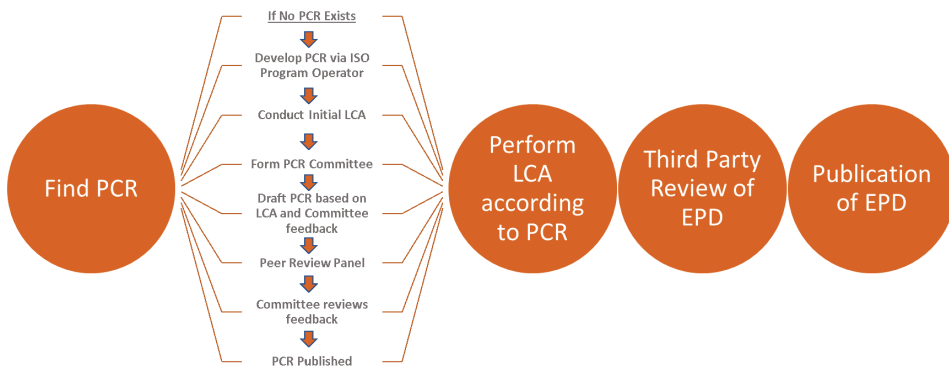 Find PCR
If No PCR Exists
Develop PCR via ISO
Program Operator
Conduct Initial LCA
Form PCR Committee
Draft PCR based on
LCA and Committee
feedback
Peer Review Panel
Committee reviews
feedback
PCR Published
Perform
LCA
according
to PCR
Third Party
Review of
EPD
Publication
of EPD